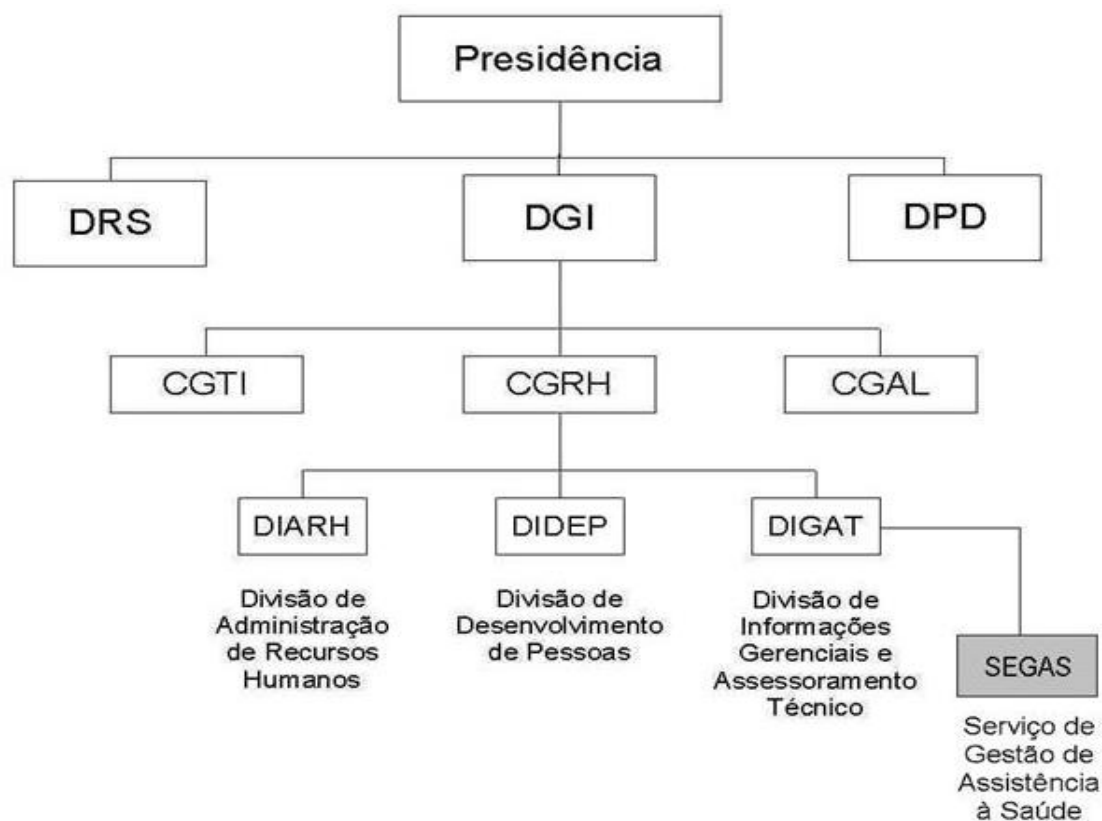 Presidência
DRS
DGI
DPD
CGTI
CGRH
CGAL
DIARH
DIDEP
DIGAT
Divisão de
Administração
de Recursos
Humanos
Divisão de
Desenvolvimento
de Pessoas
Divisão de
Informações
Gerenciais e
Assessoramento
Técnico
SEGAS
Serviço de
Gestão de
Assistência
à Saúde